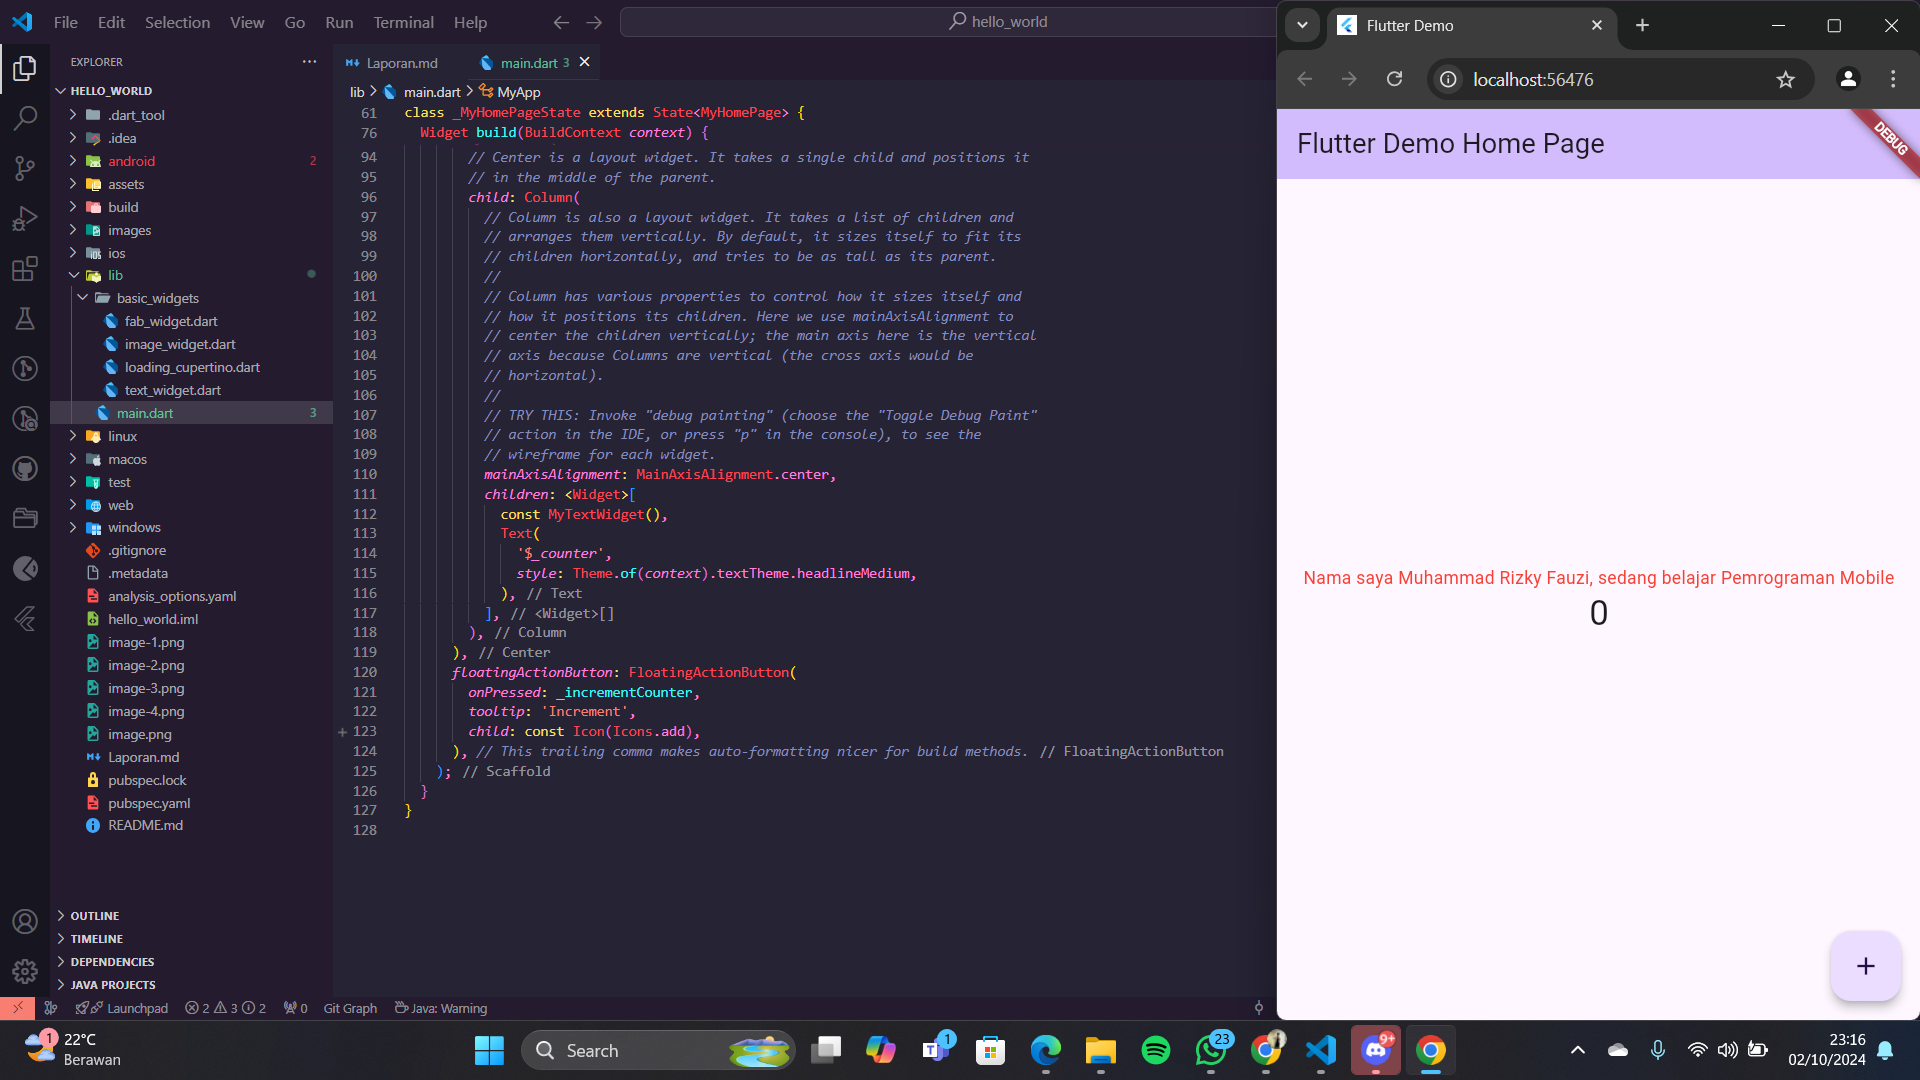 File Edit Selection View Go Run Terminal Help
hello_world
EXPLORER
HELLO_WORLD
.dart_tool
.idea
android 2
assets
build
images
ios
lib
basic_widgets
fab_widget.dart
image_widget.dart
loading_cupertino.dart
text_widget.dart
main.dart 3
linux
macos
test
web
windows
.gitignore
.metadata
analysis_options.yaml
hello_world.iml
image-1.png
image-2.png
image-3.png
image-4.png
image.png
Laporan.md
pubspec.lock
pubspec.yaml
README.md
OUTLINE
TIMELINE
DEPENDENCIES
JAVA PROJECTS
Laporan.md
main.dart 3
lib > main.dart > MyApp
61 class _MyHomePageState extends State<MyHomePage> {
76 Widget build(BuildContext context) {
94 // Center is a layout widget. It takes a single child and positions it
95 // in the middle of the parent.
96 child: Column(
97 // Column is also a layout widget. It takes a list of children and
98 // arranges them vertically. By default, it sizes itself to fit its
99 // children horizontally, and tries to be as tall as its parent.
100 //
101 // Column has various properties to control how it sizes itself and
102 // how it positions its children. Here we use mainAxisAlignment to
103 // center the children vertically; the main axis here is the vertical
104 // axis because Columns are vertical (the cross axis would be
105 // horizontal).
106 //
107 // TRY THIS: Invoke "debug painting" (choose the "Toggle Debug Paint"
108 // action in the IDE, or press "p" in the console), to see the
109 // wireframe for each widget.
110 mainAxisAlignment: MainAxisAlignment.center,
111 children: <Widget>[
112 const MyTextWidget(),
113 Text(
114 '$_counter',
115 style: Theme.of(context).textTheme.headlineMedium,
116 ), // Text
117 ], // <Widget>[]
118 ), // Column
119 ), // Center
120 floatingActionButton: FloatingActionButton(
121 onPressed: _incrementCounter,
122 tooltip: 'Increment',
123 child: const Icon(Icons.add),
124 ), // This trailing comma makes auto-formatting nicer for build methods. // FloatingActionButton
125 ); // Scaffold
126 }
127 }
128
Launchpad 2 3 2 0 Git Graph Java: Warning
Flutter Demo
localhost:56476
Flutter Demo Home Page
DEBUG
Nama saya Muhammad Rizky Fauzi, sedang belajar Pemrograman Mobile
0
1
22°C
Berawan
Search
1
23
9+
23:16
02/10/2024